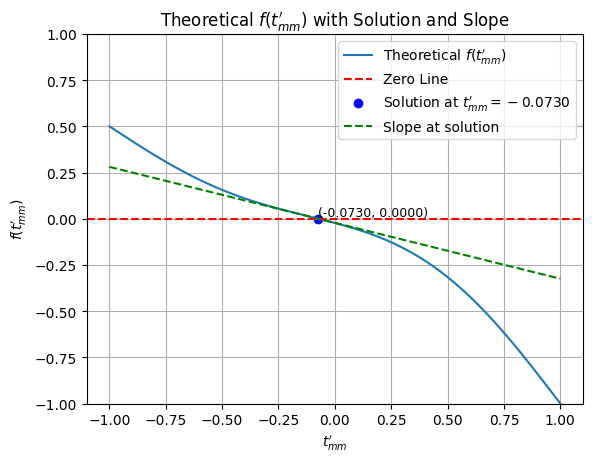 Theoretical f(t'mm) with Solution and Slope
1.00
0.75
0.50
0.25
0.00
−0.25
−0.50
−0.75
−1.00
f(t'mm)
Theoretical f(t'mm)
Zero Line
Solution at t'mm = − 0.0730
Slope at solution
(-0.0730, 0.0000)
−1.00 −0.75 −0.50 −0.25 0.00 0.25 0.50 0.75 1.00
t'mm